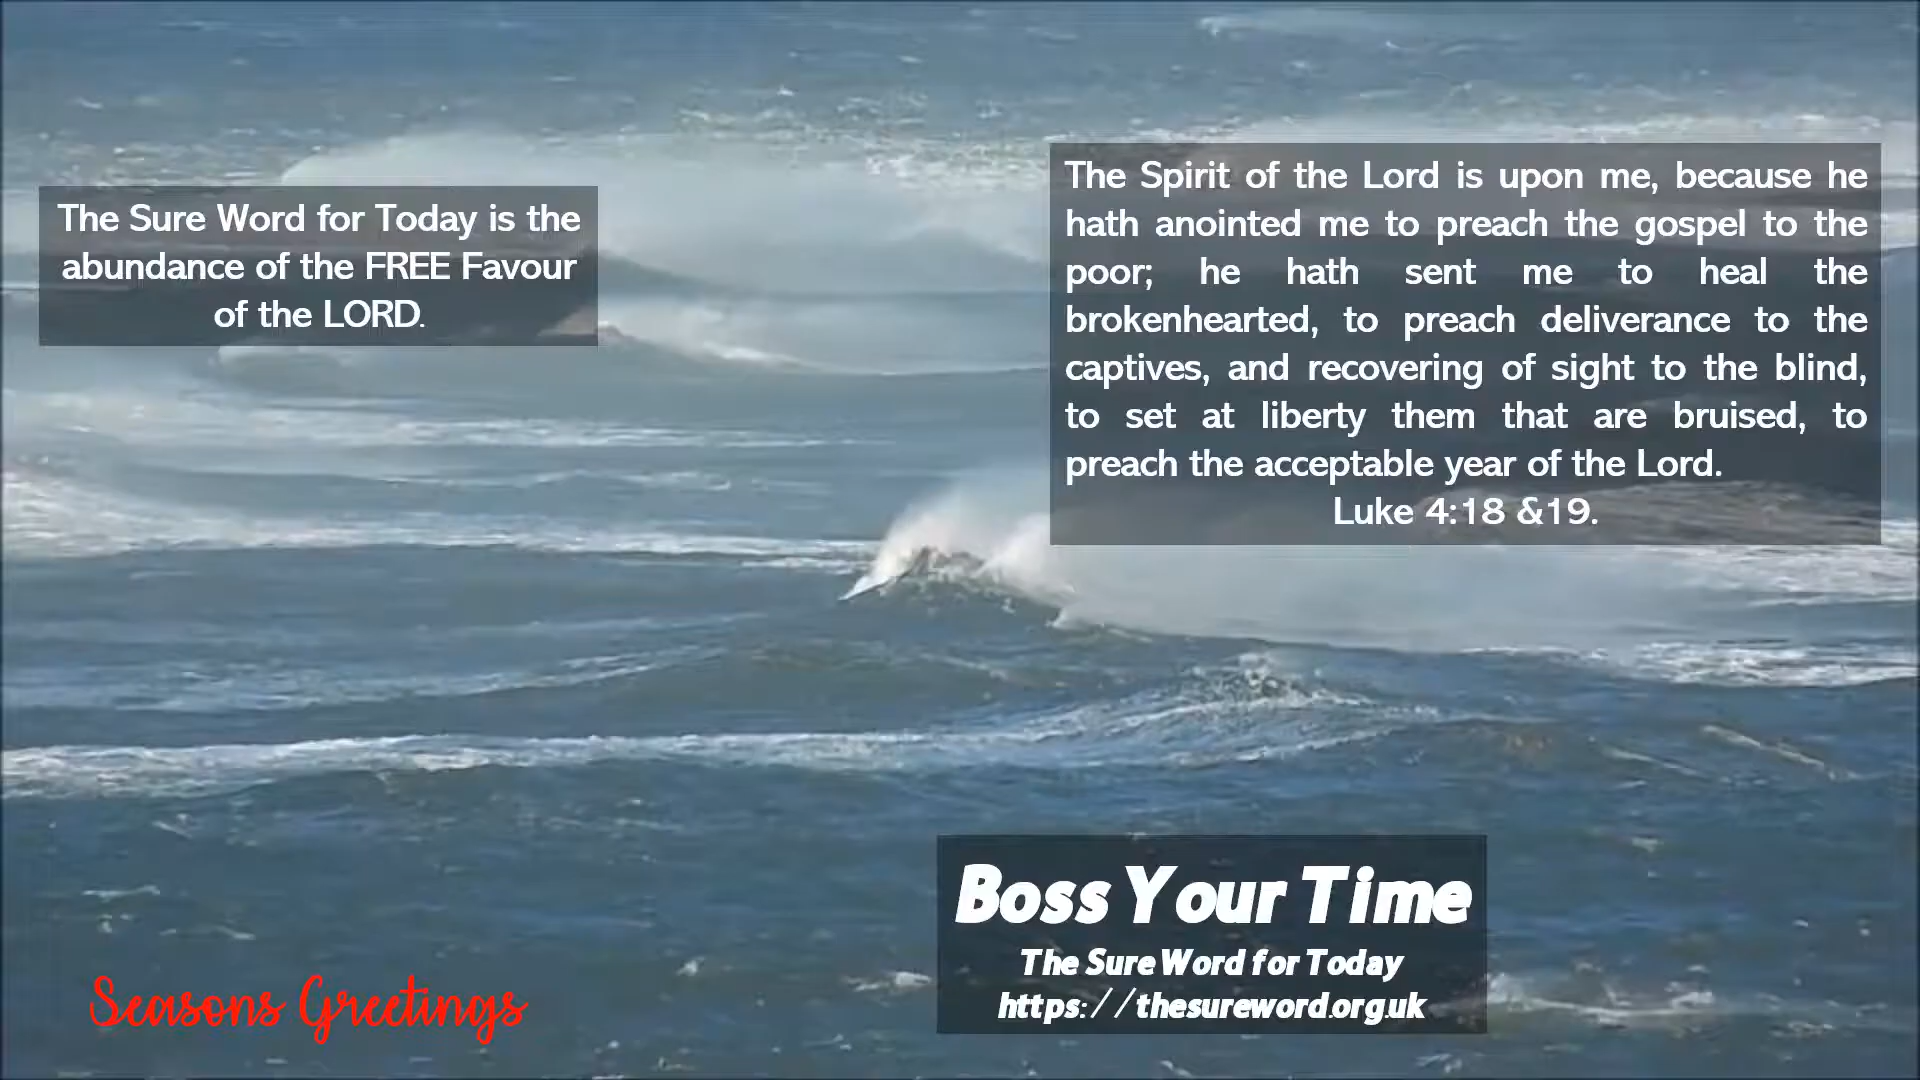 The Sure Word for Today is the
abundance of the FREE Favour
of the LORD.
The Spirit of the Lord is upon me, because he
hath anointed me to preach the gospel to the
poor; he hath sent me to heal the
brokenhearted, to preach deliverance to the
captives, and recovering of sight to the blind,
to set at liberty them that are bruised, to
preach the acceptable year of the Lord.
Luke 4:18 &19.
Boss Your Time
The Sure Word for Today
https://thesureword.org.uk
Seasons Greetings